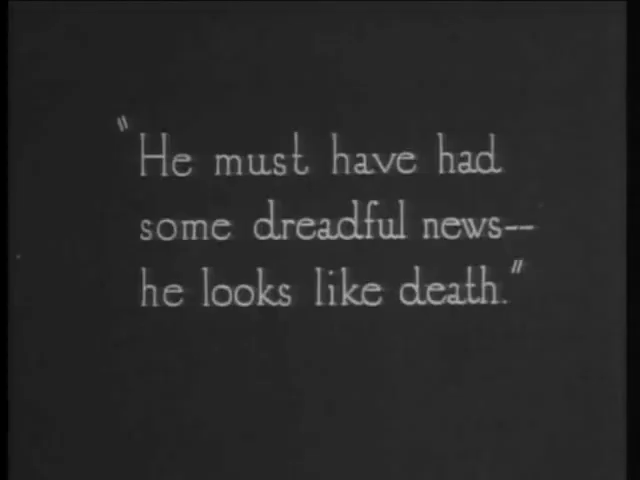 "He must have had
some dreadful news--
he looks like death."